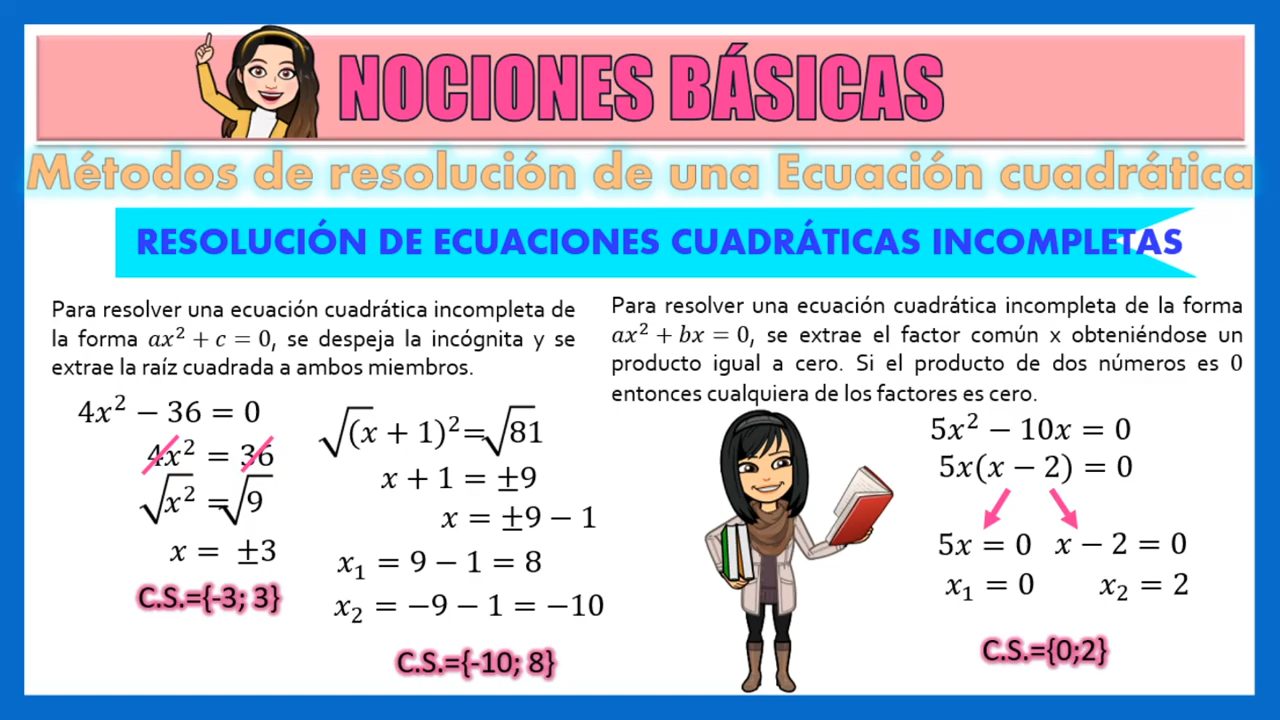 NOCIONES BÁSICAS
Métodos de resolución de una Ecuación cuadrática
RESOLUCIÓN DE ECUACIONES CUADRÁTICAS INCOMPLETAS
Para resolver una ecuación cuadrática incompleta de
la forma ax² + c = 0, se despeja la incógnita y se
extrae la raíz cuadrada a ambos miembros.
4x² − 36 = 0
4x² = 36
√x² = √9
x = ±3
C.S.={-3; 3}
√(x + 1)² = √81
x + 1 = ±9
x = ±9 − 1
x₁ = 9 − 1 = 8
x₂ = −9 − 1 = −10
C.S.={-10; 8}
Para resolver una ecuación cuadrática incompleta de la forma
ax² + bx = 0, se extrae el factor común x obteniéndose un
producto igual a cero. Si el producto de dos números es 0
entonces cualquiera de los factores es cero.
5x² − 10x = 0
5x(x − 2) = 0
5x = 0 x − 2 = 0
x₁ = 0 x₂ = 2
C.S.={0;2}